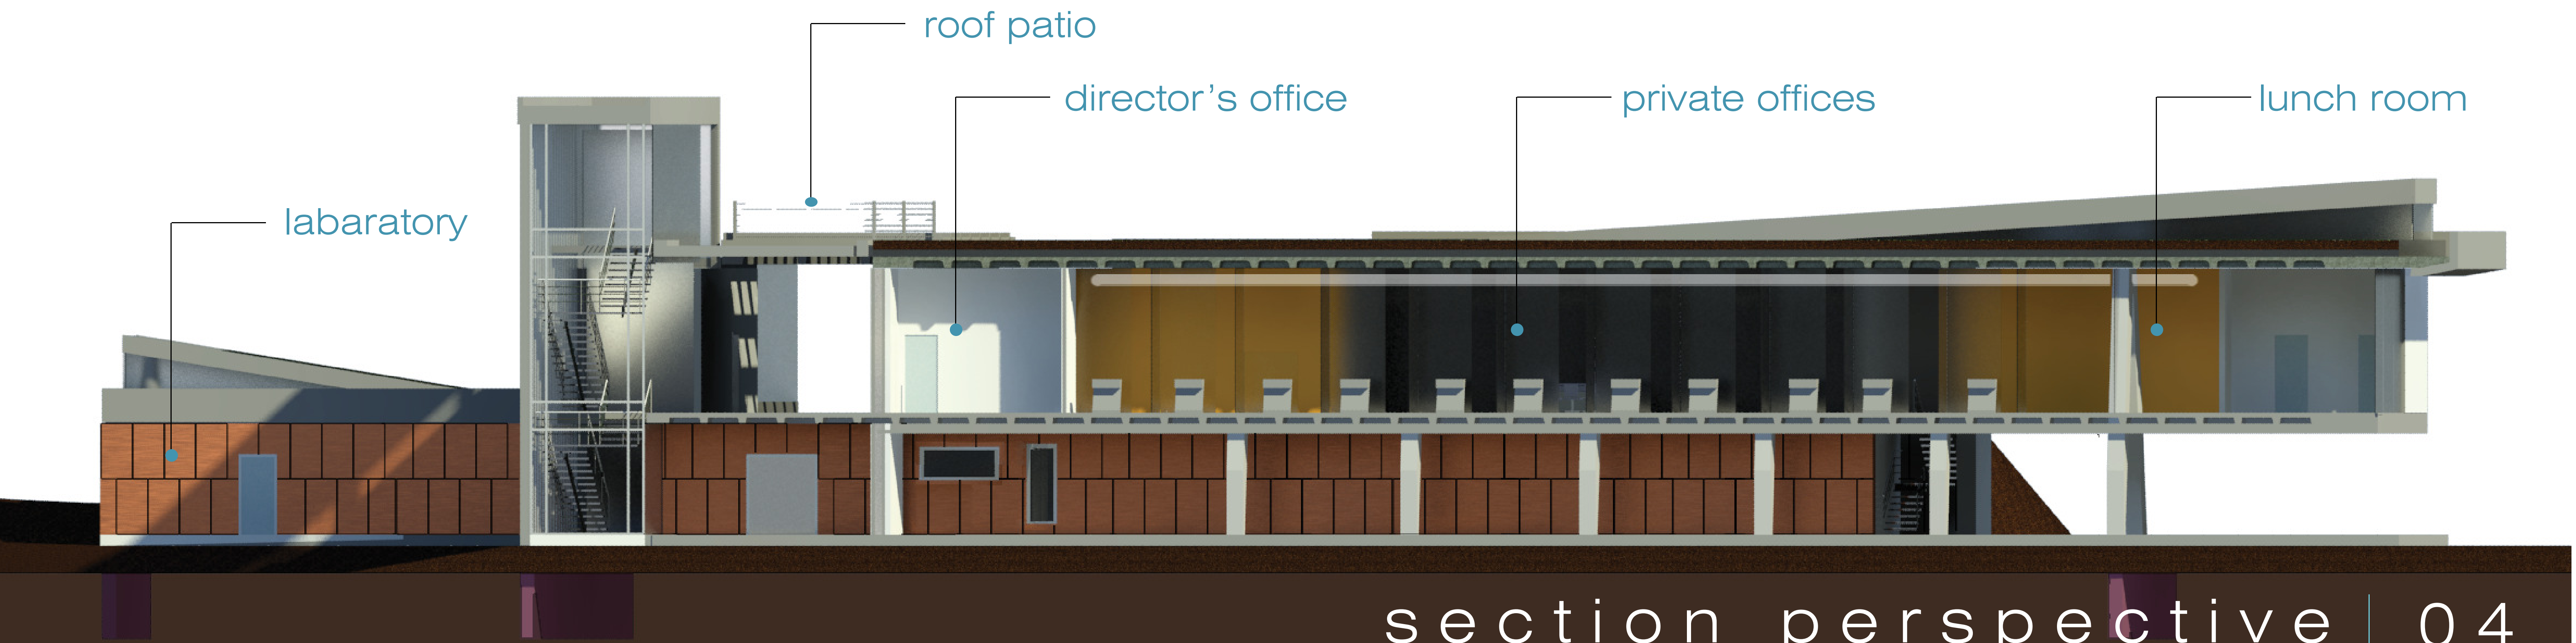 roof patio
director's office
private offices
lunch room
labaratory
section perspective | 04